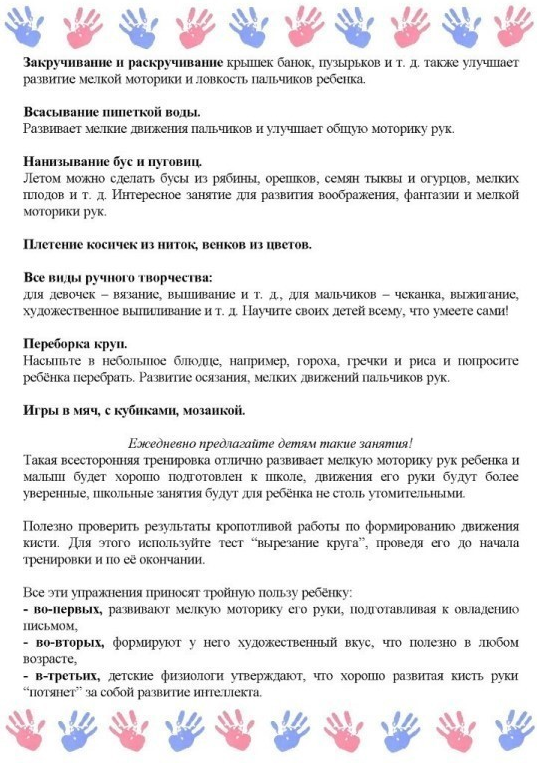 Закручивание и раскручивание крышек банок, пузырьков и т. д. также улучшает
развитие мелкой моторики и ловкость пальчиков ребенка.
Всасывание пипеткой воды.
Развивает мелкие движения пальчиков и улучшает общую моторику рук.
Нанизывание бус и пуговиц.
Летом можно сделать бусы из рябины, орешков, семян тыквы и огурцов, мелких
плодов и т. д. Интересное занятие для развития воображения, фантазии и мелкой
моторики рук.
Плетение косичек из ниток, венков из цветов.
Все виды ручного творчества:
для девочек – вязание, вышивание и т. д., для мальчиков – чеканка, выжигание,
художественное выпиливание и т. д. Научите своих детей всему, что умеете сами!
Переборка круп.
Насыпьте в небольшое блюдце, например, гороха, гречки и риса и попросите
ребёнка перебрать. Развитие осязания, мелких движений пальчиков рук.
Игры в мяч, с кубиками, мозаикой.
Ежедневно предлагайте детям такие занятия!
Такая всесторонняя тренировка отлично развивает мелкую моторику рук ребенка и
малыш будет хорошо подготовлен к школе, движения его руки будут более
уверенные, школьные занятия будут для ребёнка не столь утомительными.
Полезно проверить результаты кропотливой работы по формированию движения
кисти. Для этого используйте тест “вырезание круга”, проведя его до начала
тренировки и по её окончании.
Все эти упражнения приносят тройную пользу ребёнку:
- во-первых, развивают мелкую моторику его руки, подготавливая к овладению
письмом,
- во-вторых, формируют у него художественный вкус, что полезно в любом
возрасте,
- в-третьих, детские физиологи утверждают, что хорошо развитая кисть руки
“потянет” за собой развитие интеллекта.